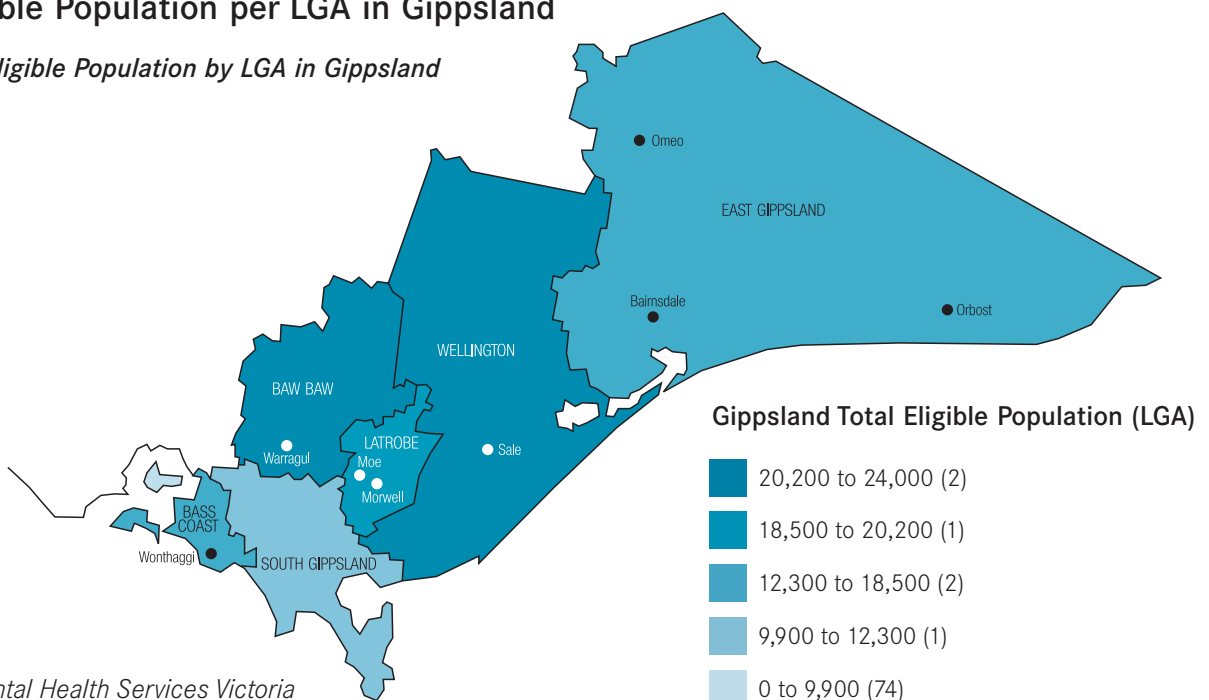 ble Population per LGA in Gippsland
ligible Population by LGA in Gippsland
Omeo
EAST GIPPSLAND
Bairnsdale
Orbost
WELLINGTON
BAW BAW
LATROBE
Moe
Morwell
Warragul
Sale
BASS
COAST
Wonthaggi
SOUTH GIPPSLAND
Gippsland Total Eligible Population (LGA)
20,200 to 24,000 (2)
18,500 to 20,200 (1)
12,300 to 18,500 (2)
9,900 to 12,300 (1)
0 to 9,900 (74)
ntal Health Services Victoria